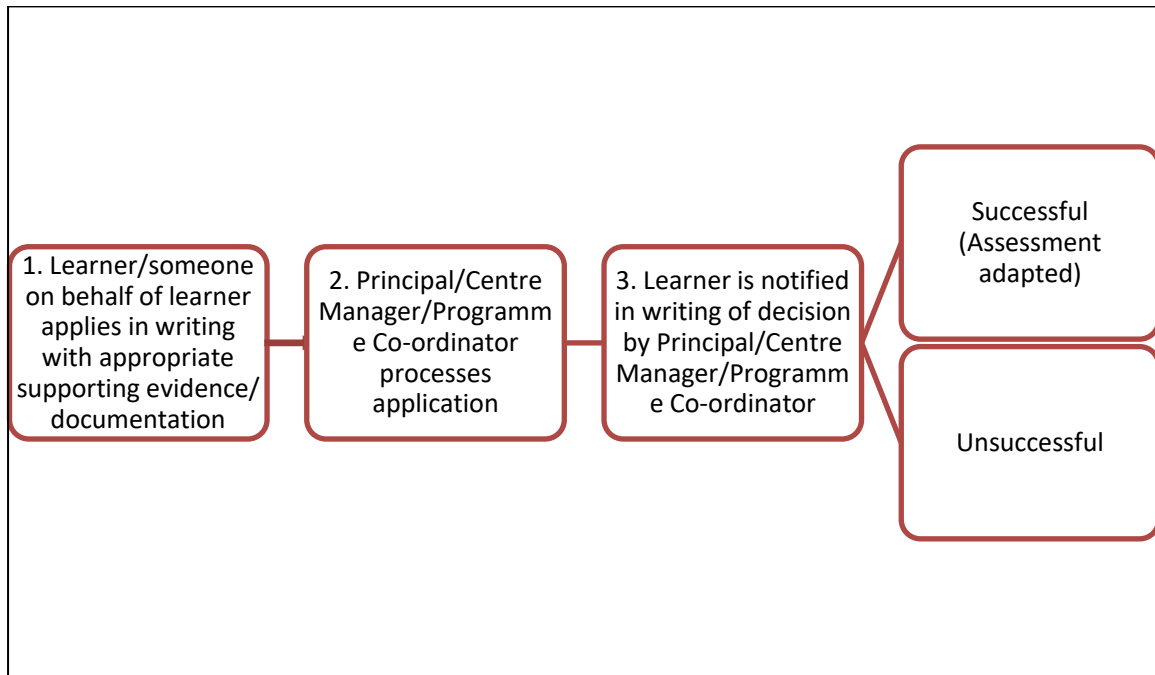 1. Learner/someone
on behalf of learner
applies in writing
with appropriate
supporting evidence/
documentation
2. Principal/Centre
Manager/Programm
e Co-ordinator
processes
application
3. Learner is notified
in writing of decision
by Principal/Centre
Manager/Programm
e Co-ordinator
Successful
(Assessment
adapted)
Unsuccessful